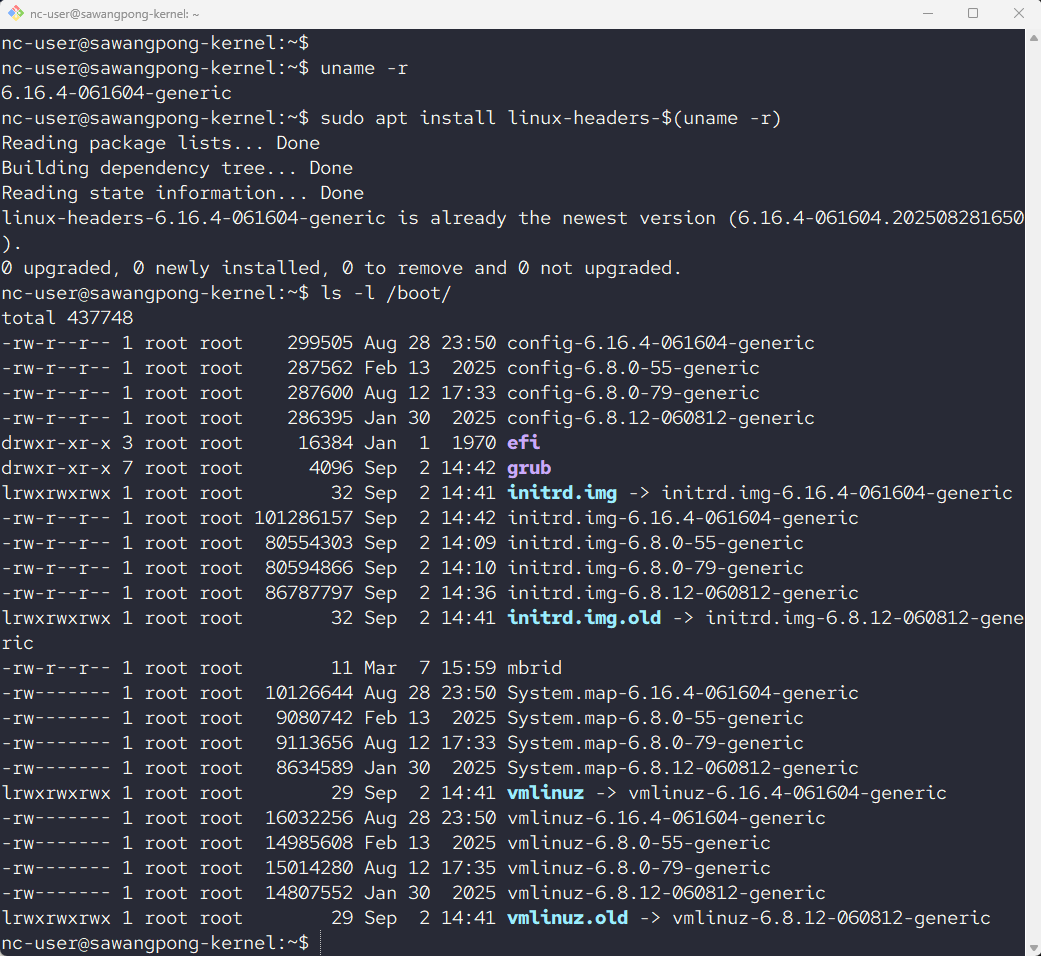 nc-user@sawangpong-kernel: ~
nc-user@sawangpong-kernel:~$
nc-user@sawangpong-kernel:~$ uname -r
6.16.4-061604-generic
nc-user@sawangpong-kernel:~$ sudo apt install linux-headers-$(uname -r)
Reading package lists... Done
Building dependency tree... Done
Reading state information... Done
linux-headers-6.16.4-061604-generic is already the newest version (6.16.4-061604.202508281650
).
0 upgraded, 0 newly installed, 0 to remove and 0 not upgraded.
nc-user@sawangpong-kernel:~$ ls -l /boot/
total 437748
-rw-r--r-- 1 root root    299505 Aug 28 23:50 config-6.16.4-061604-generic
-rw-r--r-- 1 root root    287562 Feb 13  2025 config-6.8.0-55-generic
-rw-r--r-- 1 root root    287600 Aug 12 17:33 config-6.8.0-79-generic
-rw-r--r-- 1 root root    286395 Jan 30  2025 config-6.8.12-060812-generic
drwxr-xr-x 3 root root     16384 Jan  1  1970 efi
drwxr-xr-x 7 root root      4096 Sep  2 14:42 grub
lrwxrwxrwx 1 root root        32 Sep  2 14:41 initrd.img -> initrd.img-6.16.4-061604-generic
-rw-r--r-- 1 root root 101286157 Sep  2 14:42 initrd.img-6.16.4-061604-generic
-rw-r--r-- 1 root root  80554303 Sep  2 14:09 initrd.img-6.8.0-55-generic
-rw-r--r-- 1 root root  80594866 Sep  2 14:10 initrd.img-6.8.0-79-generic
-rw-r--r-- 1 root root  86787797 Sep  2 14:36 initrd.img-6.8.12-060812-generic
lrwxrwxrwx 1 root root        32 Sep  2 14:41 initrd.img.old -> initrd.img-6.8.12-060812-gene
ric
-rw-r--r-- 1 root root        11 Mar  7 15:59 mbrid
-rw------- 1 root root  10126644 Aug 28 23:50 System.map-6.16.4-061604-generic
-rw------- 1 root root   9080742 Feb 13  2025 System.map-6.8.0-55-generic
-rw------- 1 root root   9113656 Aug 12 17:33 System.map-6.8.0-79-generic
-rw------- 1 root root   8634589 Jan 30  2025 System.map-6.8.12-060812-generic
lrwxrwxrwx 1 root root        29 Sep  2 14:41 vmlinuz -> vmlinuz-6.16.4-061604-generic
-rw------- 1 root root  16032256 Aug 28 23:50 vmlinuz-6.16.4-061604-generic
-rw------- 1 root root  14985608 Feb 13  2025 vmlinuz-6.8.0-55-generic
-rw------- 1 root root  15014280 Aug 12 17:35 vmlinuz-6.8.0-79-generic
-rw------- 1 root root  14807552 Jan 30  2025 vmlinuz-6.8.12-060812-generic
lrwxrwxrwx 1 root root        29 Sep  2 14:41 vmlinuz.old -> vmlinuz-6.8.12-060812-generic
nc-user@sawangpong-kernel:~$